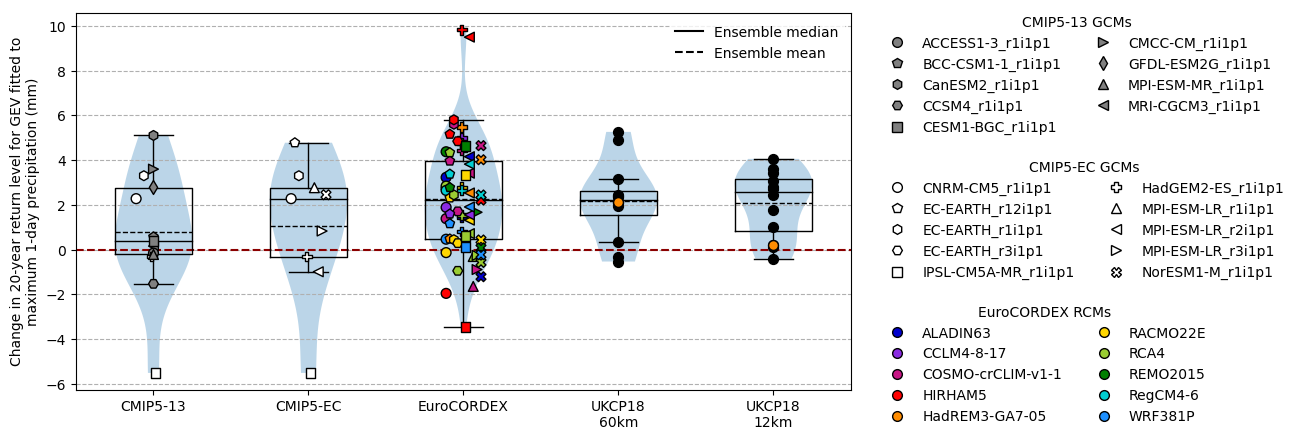 Change in 20-year return level for GEV fitted to
maximum 1-day precipitation (mm)
10
8
6
4
2
0
−2
−4
−6
CMIP5-13
CMIP5-EC
EuroCORDEX
UKCP18
60km
UKCP18
12km
Ensemble median
Ensemble mean
CMIP5-13 GCMs
ACCESS1-3_r1i1p1
BCC-CSM1-1_r1i1p1
CanESM2_r1i1p1
CCSM4_r1i1p1
CESM1-BGC_r1i1p1
CMCC-CM_r1i1p1
GFDL-ESM2G_r1i1p1
MPI-ESM-MR_r1i1p1
MRI-CGCM3_r1i1p1
CMIP5-EC GCMs
CNRM-CM5_r1i1p1
EC-EARTH_r12i1p1
EC-EARTH_r1i1p1
EC-EARTH_r3i1p1
IPSL-CM5A-MR_r1i1p1
HadGEM2-ES_r1i1p1
MPI-ESM-LR_r1i1p1
MPI-ESM-LR_r2i1p1
MPI-ESM-LR_r3i1p1
NorESM1-M_r1i1p1
EuroCORDEX RCMs
ALADIN63
CCLM4-8-17
COSMO-crCLIM-v1-1
HIRHAM5
HadREM3-GA7-05
RACMO22E
RCA4
REMO2015
RegCM4-6
WRF381P